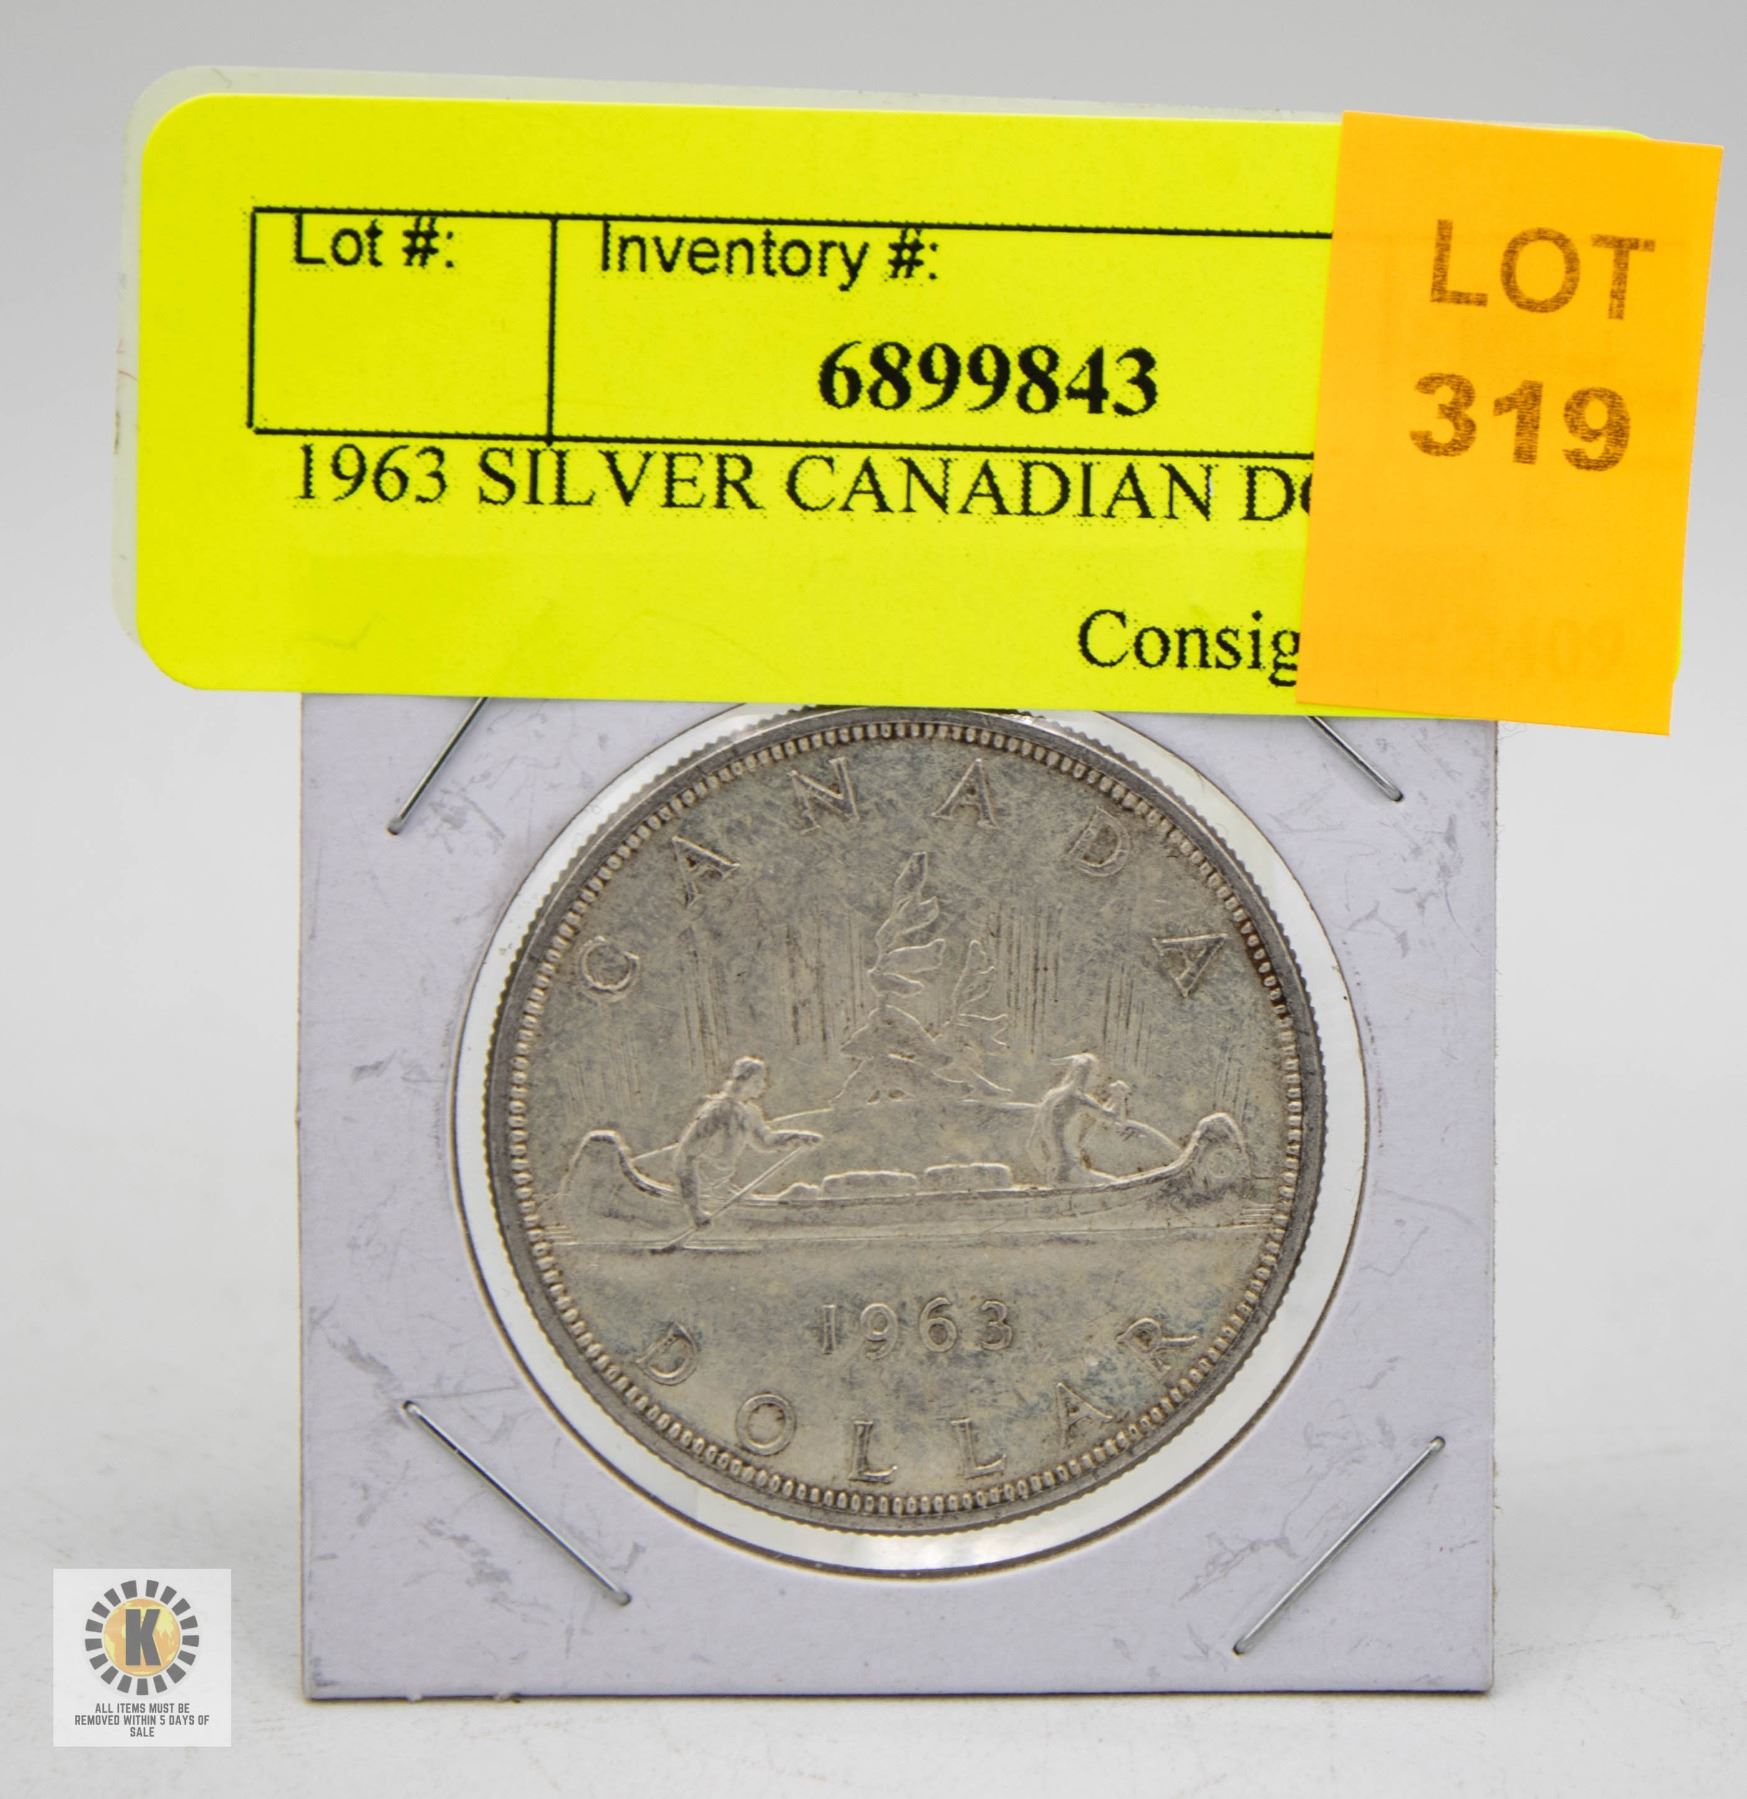 Lot #:
Inventory #:
6899843
LOT
319
1963 SILVER CANADIAN DO
Consig
CANADA
1963
DOLLAR
K
ALL ITEMS MUST BE
REMOVED WITHIN 5 DAYS OF
SALE